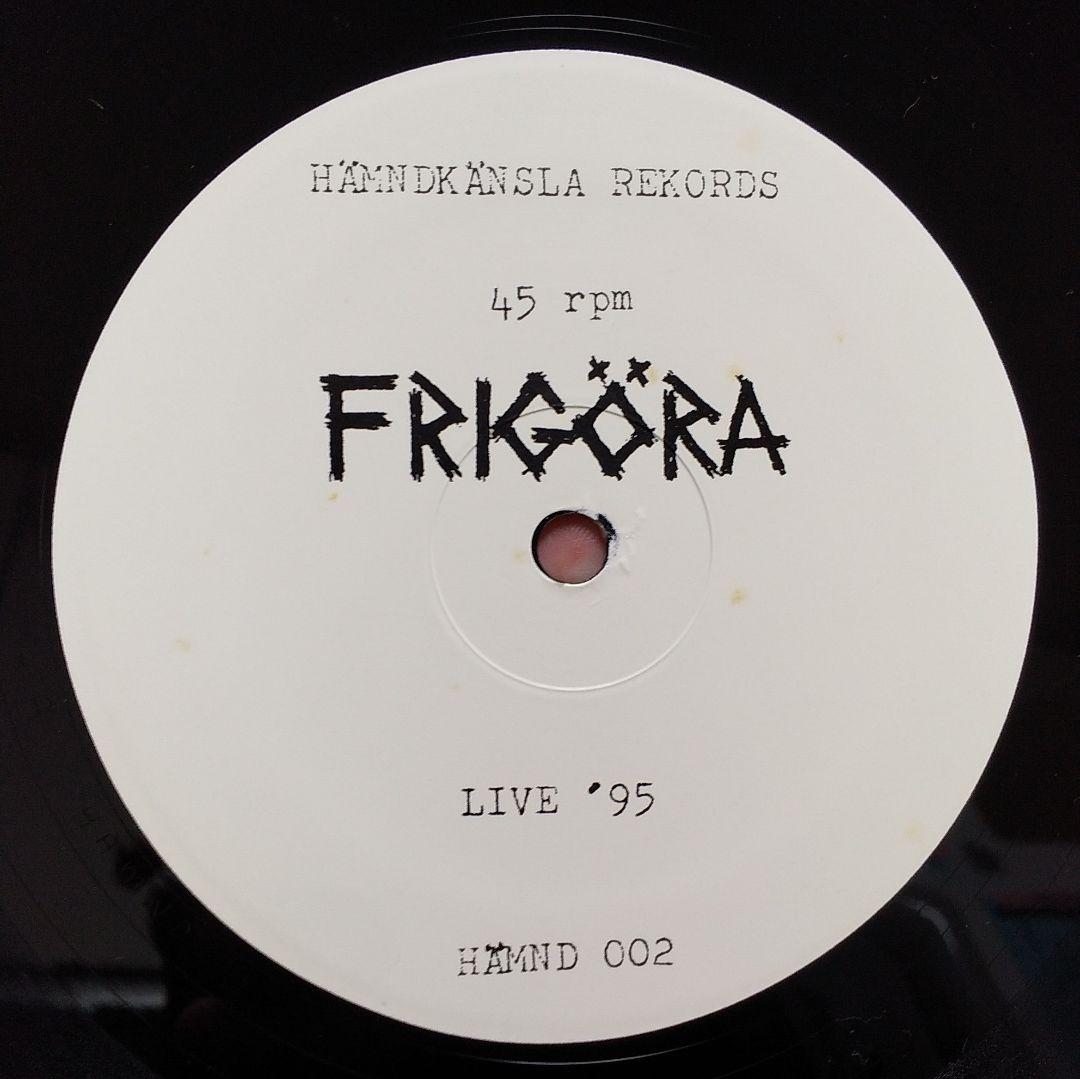 HÄMNDKÄNSLA REKORDS
45 rpm
FRIGÖRA
LIVE '95
HÄMND 002